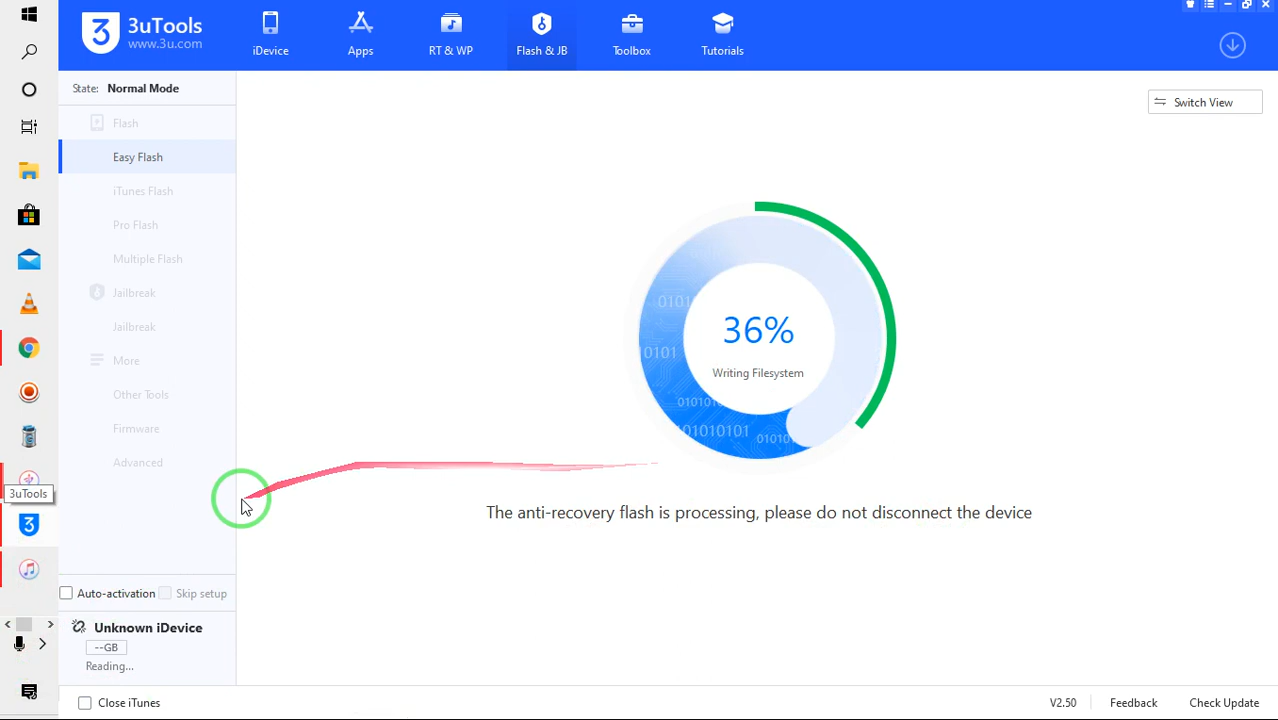 3uTools
www.3u.com
iDevice
Apps
RT & WP
Flash & JB
Toolbox
Tutorials
State: Normal Mode
Switch View
Flash
Easy Flash
iTunes Flash
Pro Flash
Multiple Flash
Jailbreak
Jailbreak
More
Other Tools
Firmware
Advanced
36%
Writing Filesystem
3uTools
The anti-recovery flash is processing, please do not disconnect the device
Auto-activation Skip setup
Unknown iDevice
--GB
Reading...
Close iTunes
V2.50
Feedback
Check Update